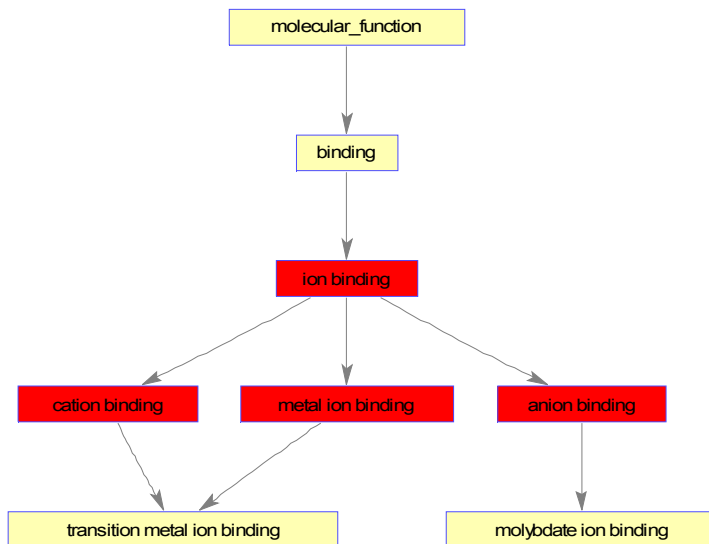 molecular_function
binding
ion binding
cation binding
metal ion binding
anion binding
transition metal ion binding
molybdate ion binding